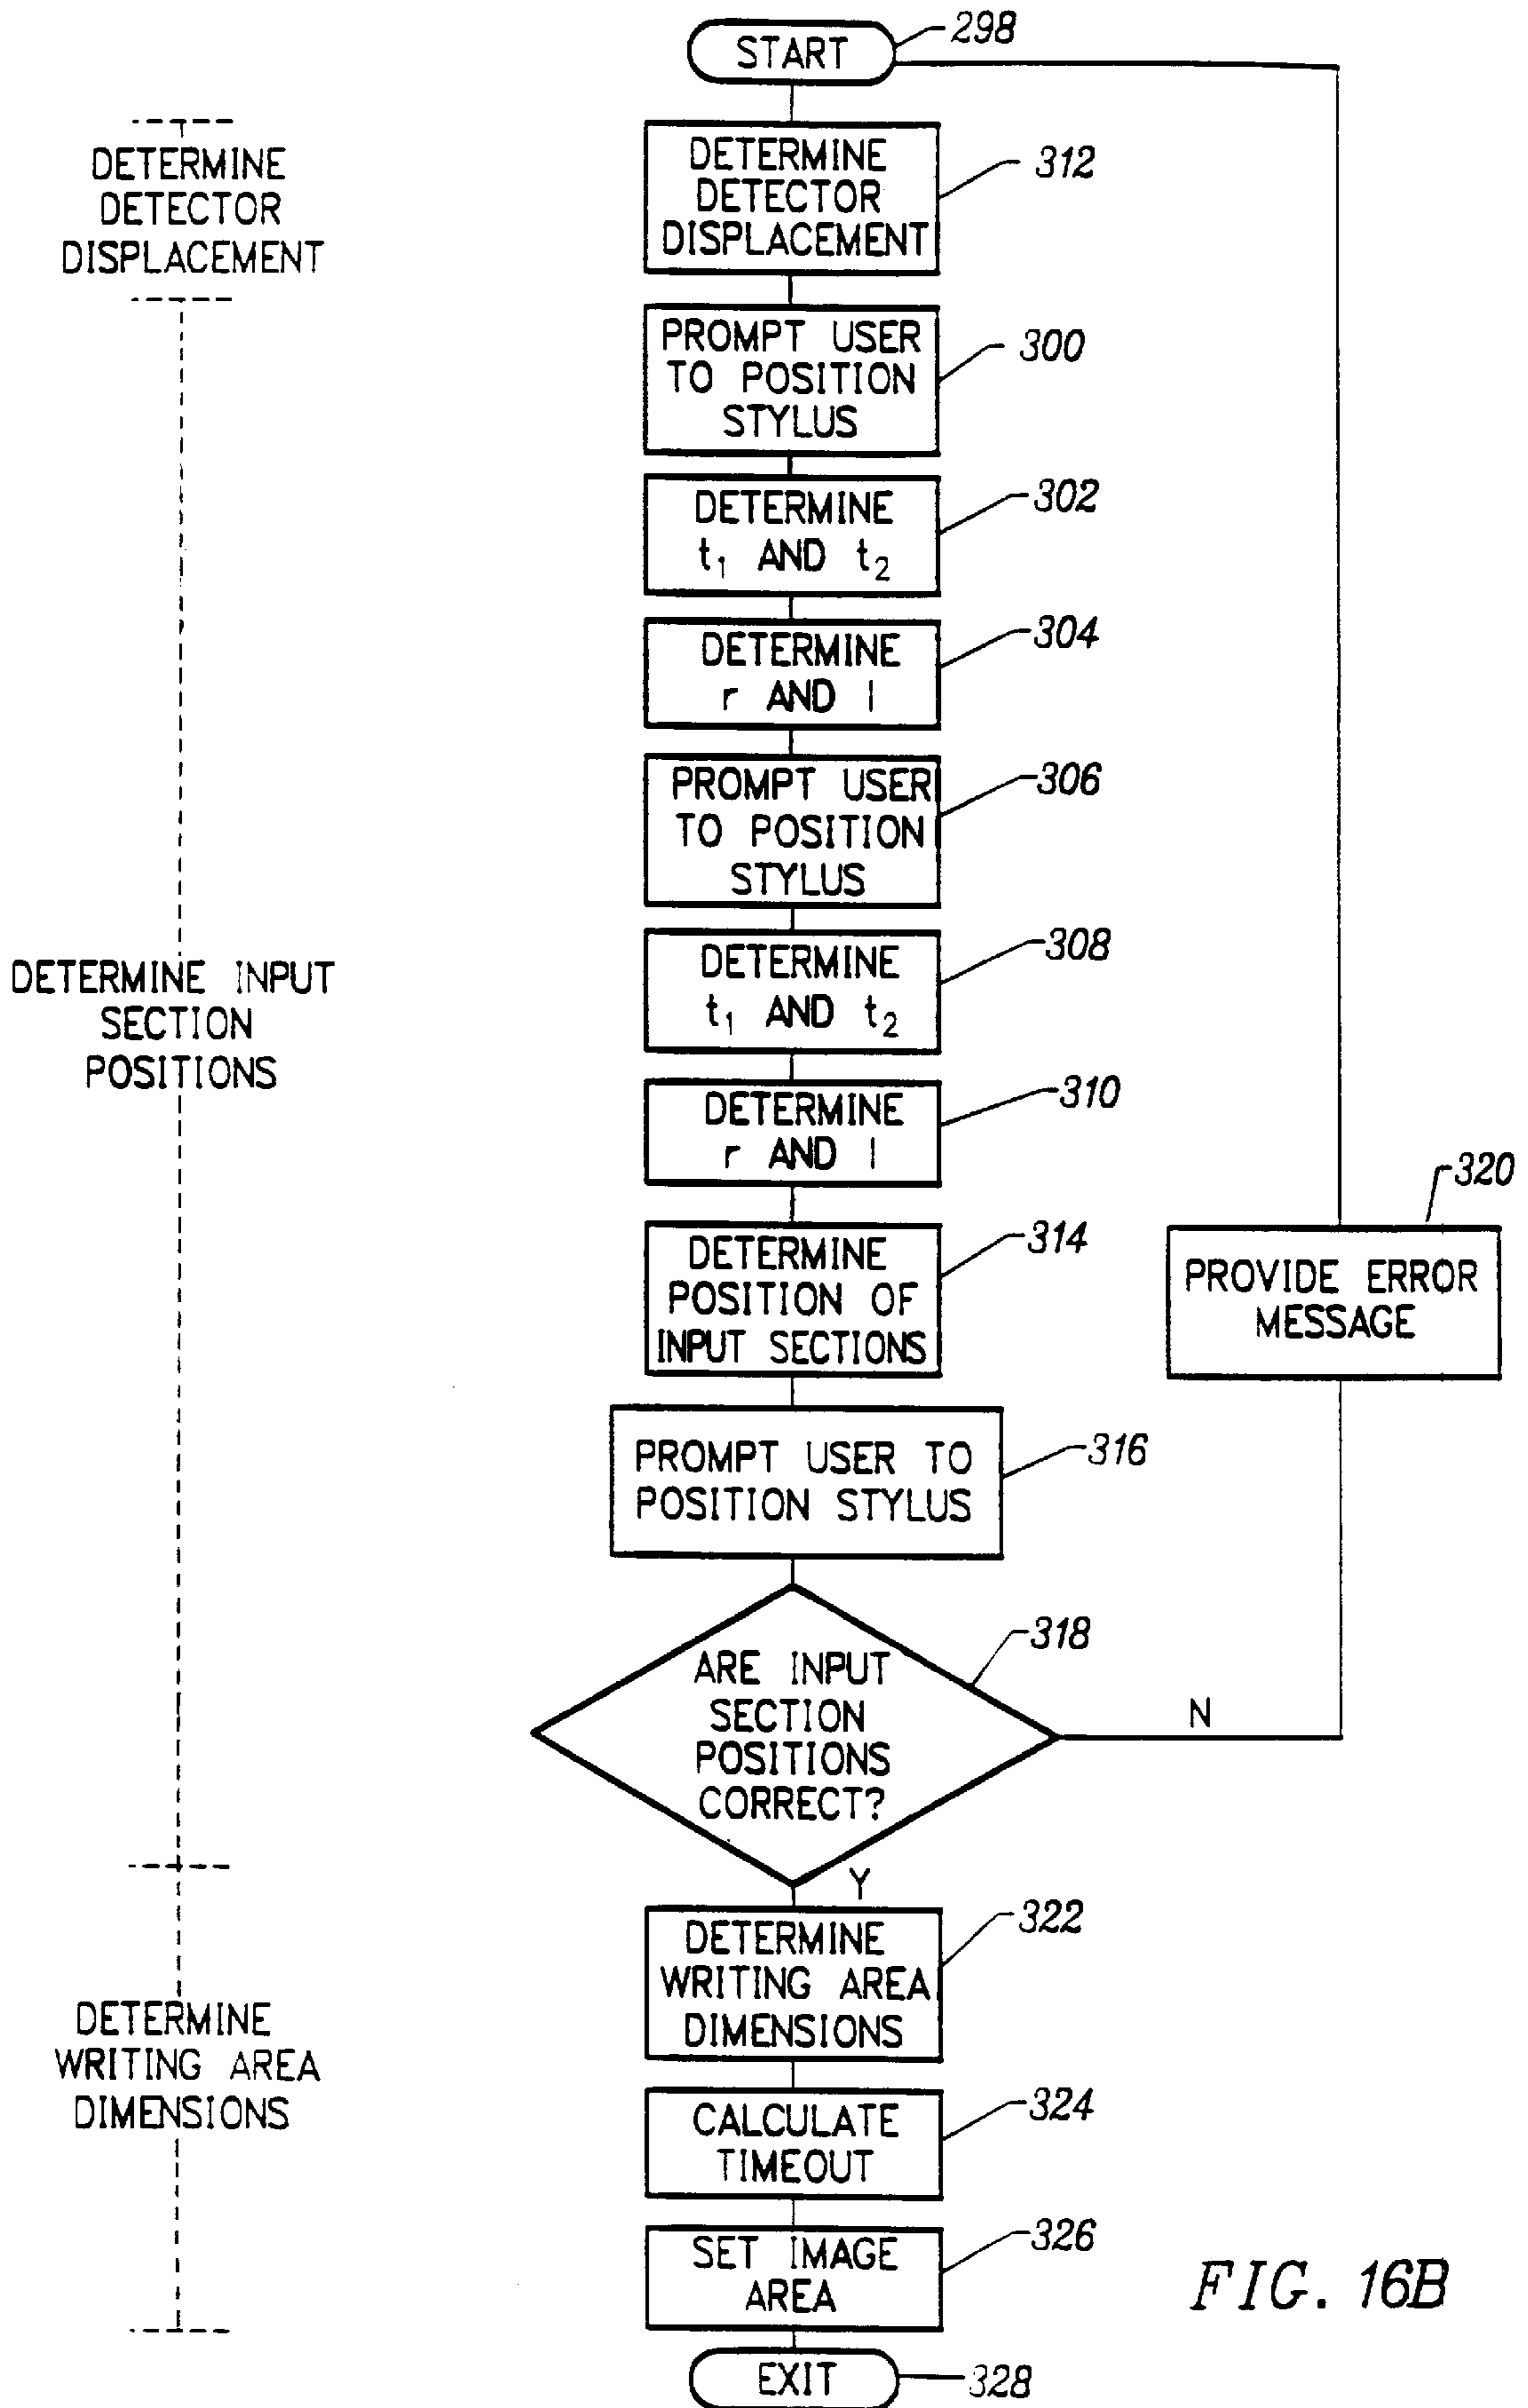 START
298
DETERMINE
DETECTOR
DISPLACEMENT
DETERMINE
DETECTOR
DISPLACEMENT
312
PROMPT USER
TO POSITION
STYLUS
300
DETERMINE
t₁ AND t₂
302
DETERMINE
r AND l
304
PROMPT USER
TO POSITION
STYLUS
306
DETERMINE INPUT
SECTION
POSITIONS
DETERMINE
t₁ AND t₂
308
DETERMINE
r AND l
310
DETERMINE
POSITION OF
INPUT SECTIONS
314
PROVIDE ERROR
MESSAGE
320
PROMPT USER TO
POSITION STYLUS
316
ARE INPUT
SECTION
POSITIONS
CORRECT?
318
N
Y
DETERMINE
WRITING AREA
DIMENSIONS
322
DETERMINE
WRITING AREA
DIMENSIONS
CALCULATE
TIMEOUT
324
SET IMAGE
AREA
326
EXIT
328
FIG. 16B